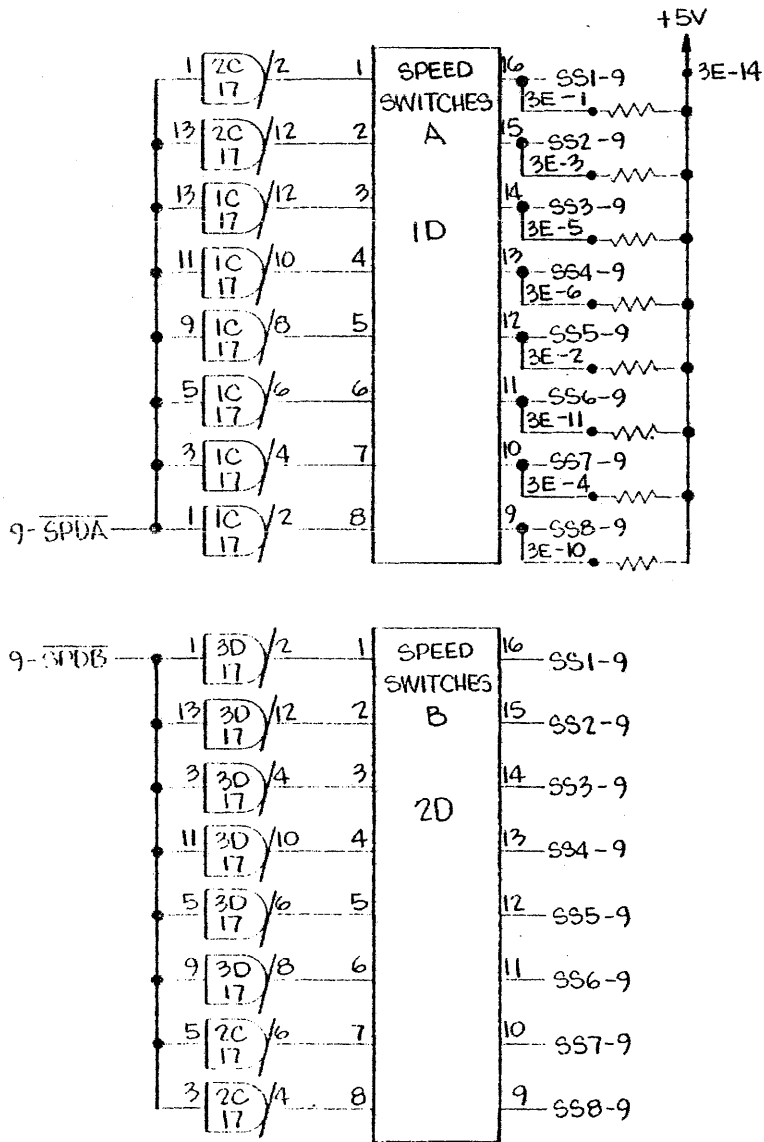 +5V
1 2C 17 2 1 SPEED SWITCHES A 1D 16 SS1-9 3E-14
3E-1
13 2C 17 12 2 15 SS2-9
3E-3
13 1C 17 12 3 14 SS3-9
3E-5
11 1C 17 10 4 13 SS4-9
3E-6
9 1C 17 8 5 12 SS5-9
3E-2
5 1C 17 6 6 11 SS6-9
3E-11
3 1C 17 4 7 10 SS7-9
3E-4
9-SPDA 1 1C 17 2 8 9 SS8-9
3E-10
9-SPDB 1 3D 17 2 1 SPEED SWITCHES B 2D 16 SS1-9
13 3D 17 12 2 15 SS2-9
3 3D 17 4 3 14 SS3-9
11 3D 17 10 4 13 SS4-9
5 3D 17 6 5 12 SS5-9
9 3D 17 8 6 11 SS6-9
5 2C 17 6 7 10 SS7-9
3 2C 17 4 8 9 SS8-9